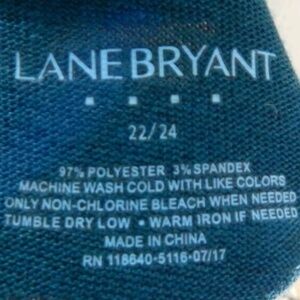 LANE BRYANT
22/24
97% POLYESTER 3% SPANDEX
MACHINE WASH COLD WITH LIKE COLORS
ONLY NON-CHLORINE BLEACH WHEN NEEDED
TUMBLE DRY LOW • WARM IRON IF NEEDED
MADE IN CHINA
RN 118640-5116-07/17